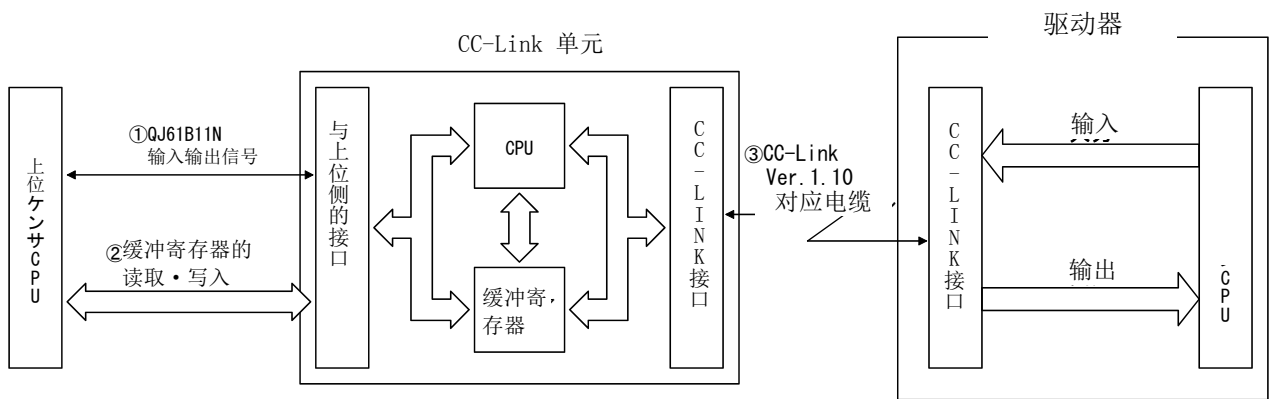 驱动器
CC-Link 单元
上位ケンサCPU
①QJ61B11N
输入输出信号
②缓冲寄存器的
读取・写入
与上位侧的接口
CPU
缓冲寄,
存器
CC-LINK接口
③CC-Link
Ver.1.10
对应电缆
CC-LINK接口
输入
输出
CPU